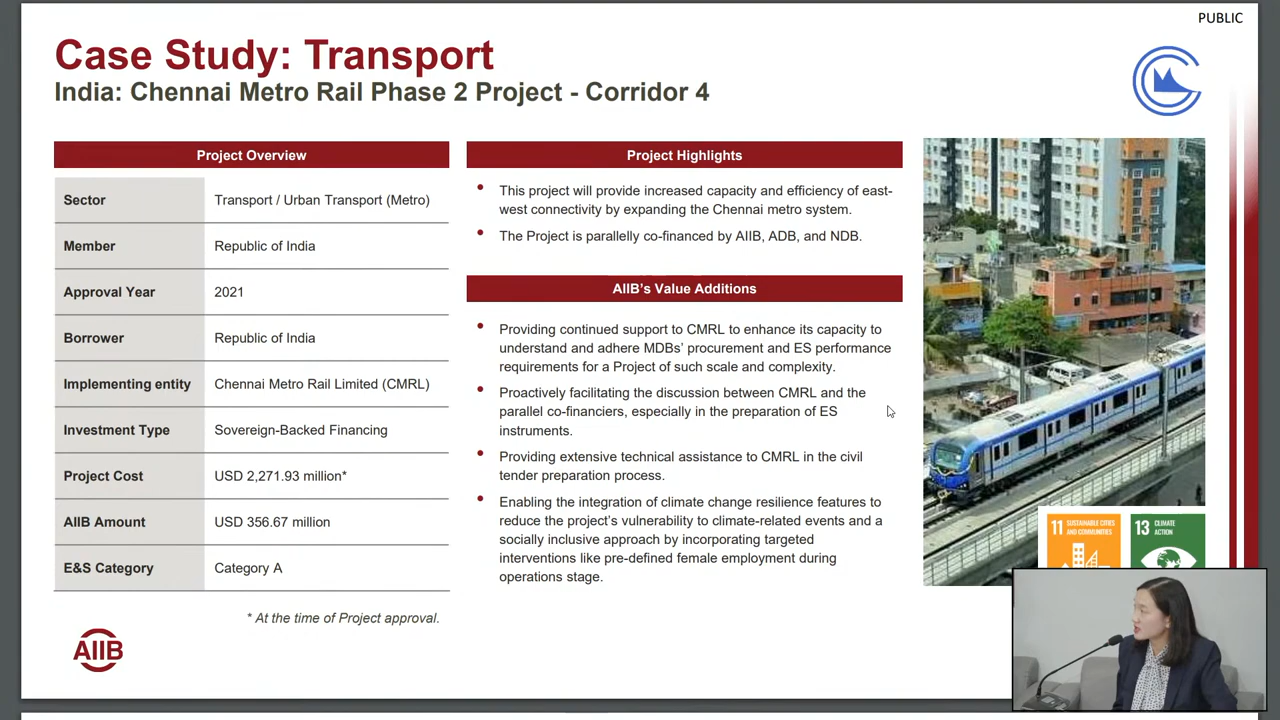 PUBLIC
Case Study: Transport
India: Chennai Metro Rail Phase 2 Project - Corridor 4
Project Overview
Sector
Transport / Urban Transport (Metro)
Member
Republic of India
Approval Year
2021
Borrower
Republic of India
Implementing entity
Chennai Metro Rail Limited (CMRL)
Investment Type
Sovereign-Backed Financing
Project Cost
USD 2,271.93 million*
AIIB Amount
USD 356.67 million
E&S Category
Category A
* At the time of Project approval.
AIIB
Project Highlights
• This project will provide increased capacity and efficiency of east-
west connectivity by expanding the Chennai metro system.
• The Project is parallelly co-financed by AIIB, ADB, and NDB.
AIIB's Value Additions
• Providing continued support to CMRL to enhance its capacity to
understand and adhere MDBs' procurement and ES performance
requirements for a Project of such scale and complexity.
• Proactively facilitating the discussion between CMRL and the
parallel co-financiers, especially in the preparation of ES
instruments.
• Providing extensive technical assistance to CMRL in the civil
tender preparation process.
• Enabling the integration of climate change resilience features to
reduce the project's vulnerability to climate-related events and a
socially inclusive approach by incorporating targeted
interventions like pre-defined female employment during
operations stage.
11 SUSTAINABLE CITIES
AND COMMUNITIES
13 CLIMATE
ACTION